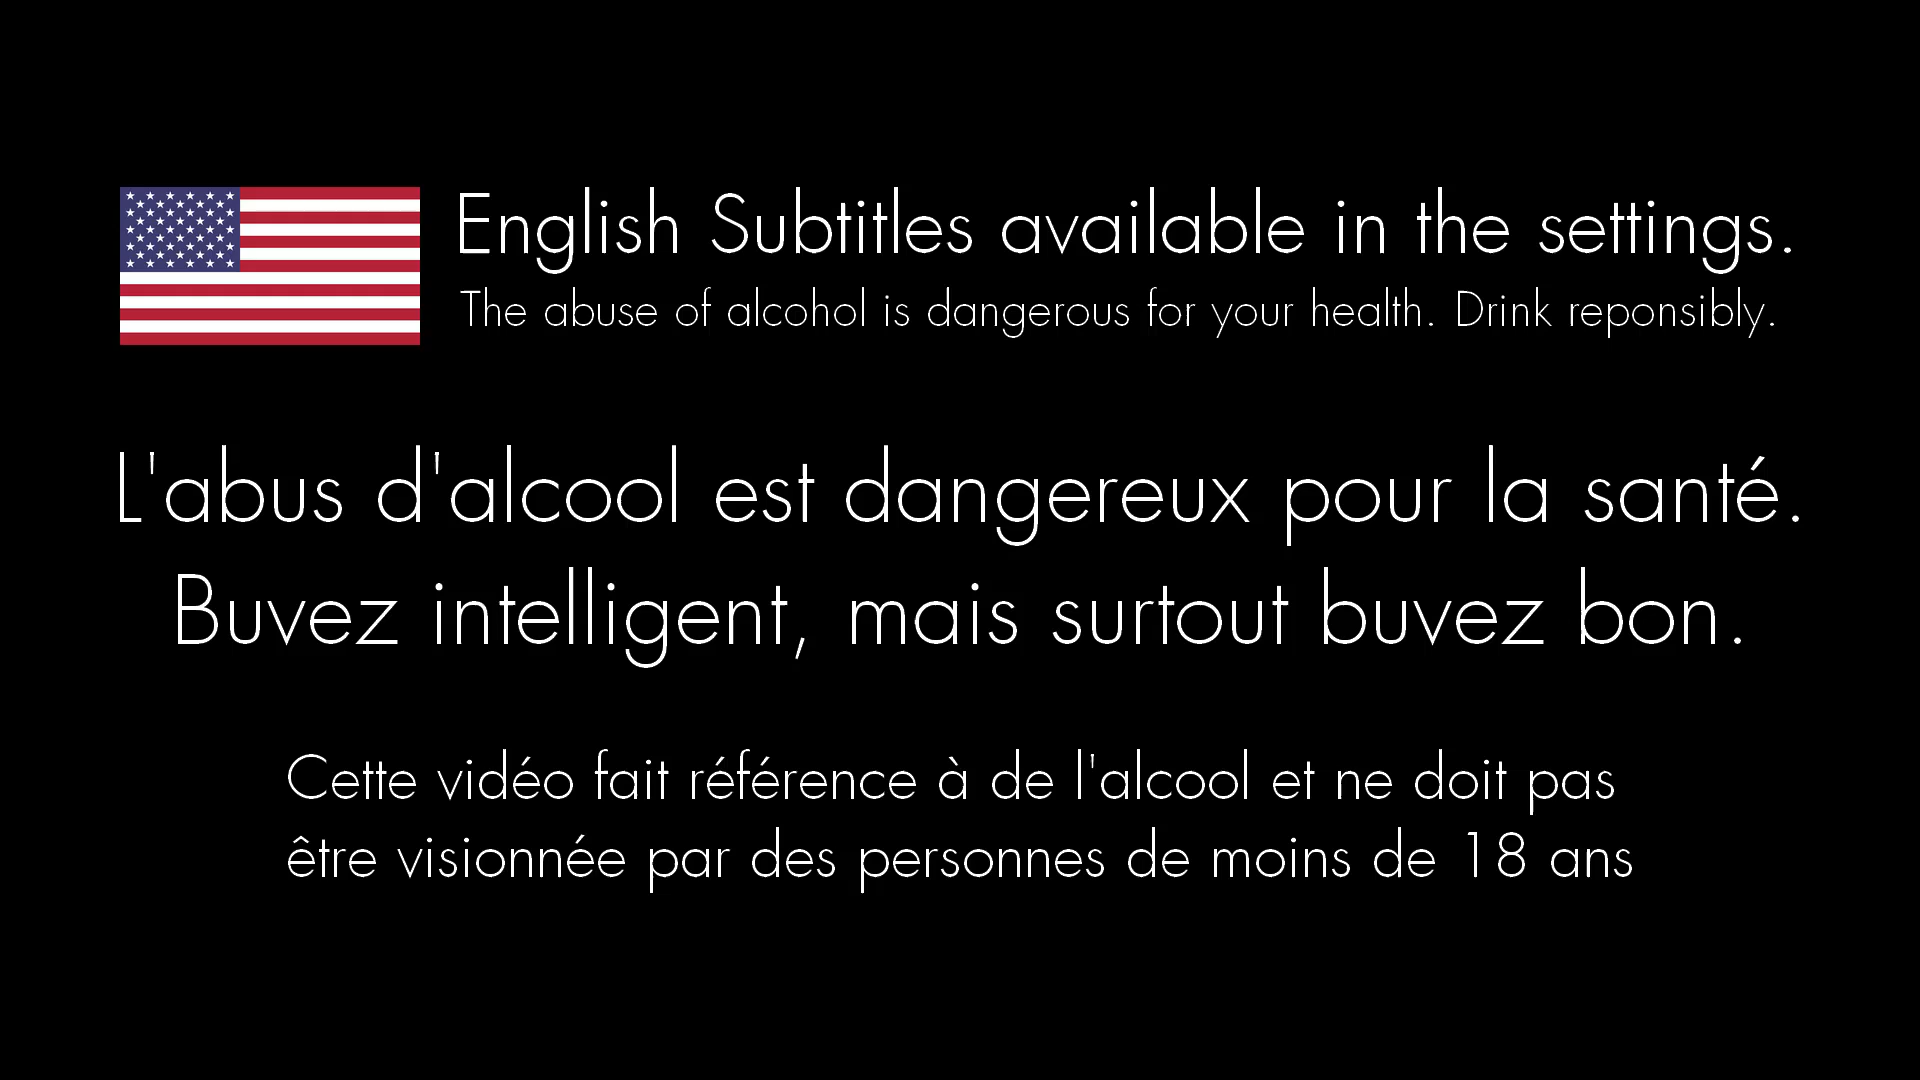 English Subtitles available in the settings.
The abuse of alcohol is dangerous for your health. Drink reponsibly.
L'abus d'alcool est dangereux pour la santé.
Buvez intelligent, mais surtout buvez bon.
Cette vidéo fait référence à de l'alcool et ne doit pas
être visionnée par des personnes de moins de 18 ans